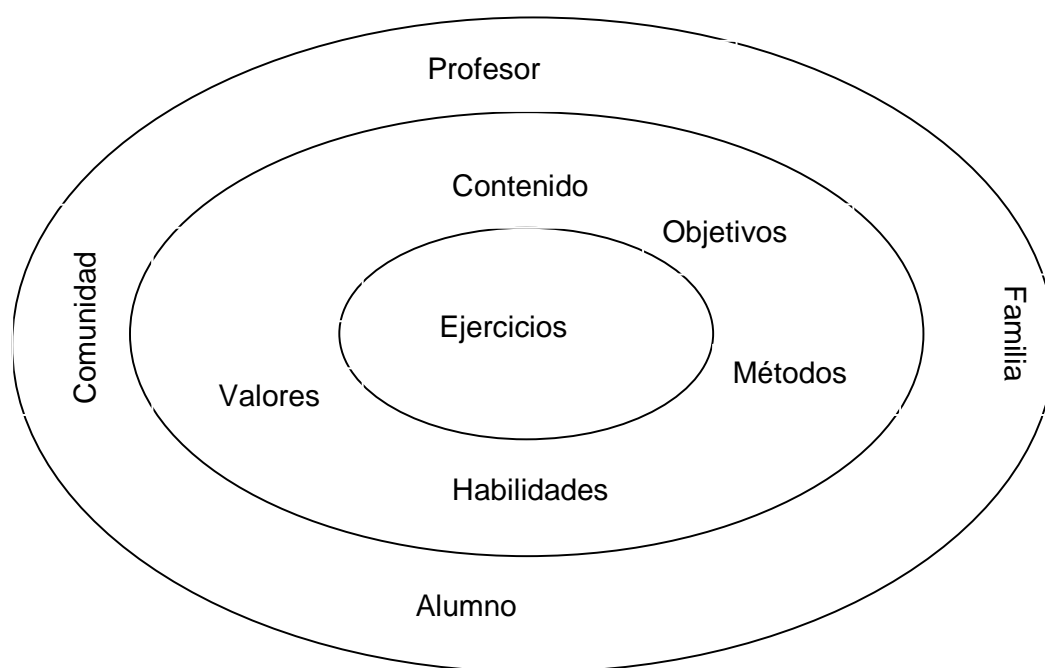 Profesor
Contenido
Objetivos
Comunidad
Familia
Ejercicios
Métodos
Valores
Habilidades
Alumno